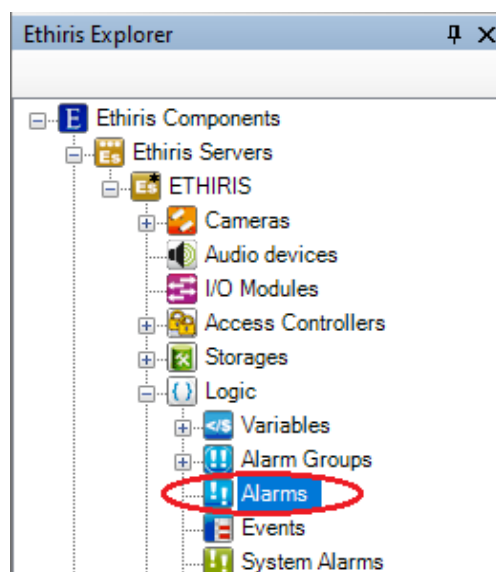 Ethiris Explorer
Ethiris Components
Ethiris Servers
ETHIRIS
Cameras
Audio devices
I/O Modules
Access Controllers
Storages
Logic
Variables
Alarm Groups
Alarms
Events
System Alarms